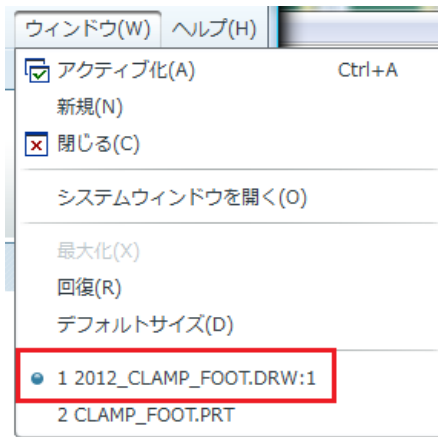 ウィンドウ(W) ヘルプ(H)
アクティブ化(A) Ctrl+A
新規(N)
閉じる(C)
システムウィンドウを開く(O)
最大化(X)
回復(R)
デフォルトサイズ(D)
1 2012_CLAMP_FOOT.DRW:1
2 CLAMP_FOOT.PRT